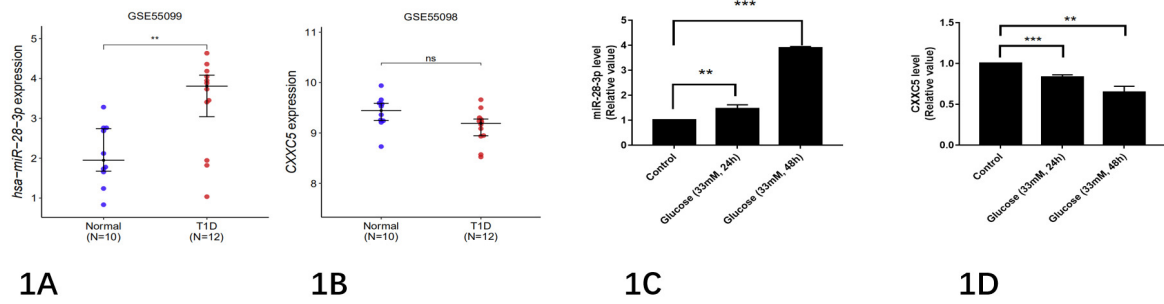 GSE55099
**
hsa−miR−28−3p expression
5
4
3
2
1
Normal
(N=10)
T1D
(N=12)
1A
GSE55098
ns
CXXC5 expression
11
10
9
8
Normal
(N=10)
T1D
(N=12)
1B
***
**
miR-28-3p level
(Relative value)
5
4
3
2
1
0
Control
Glucose (33mM, 24h)
Glucose (33mM, 48h)
1C
**
***
CXXC5 level
(Relative value)
1.5
1.0
0.5
0.0
Control
Glucose (33mM, 24h)
Glucose (33mM, 48h)
1D